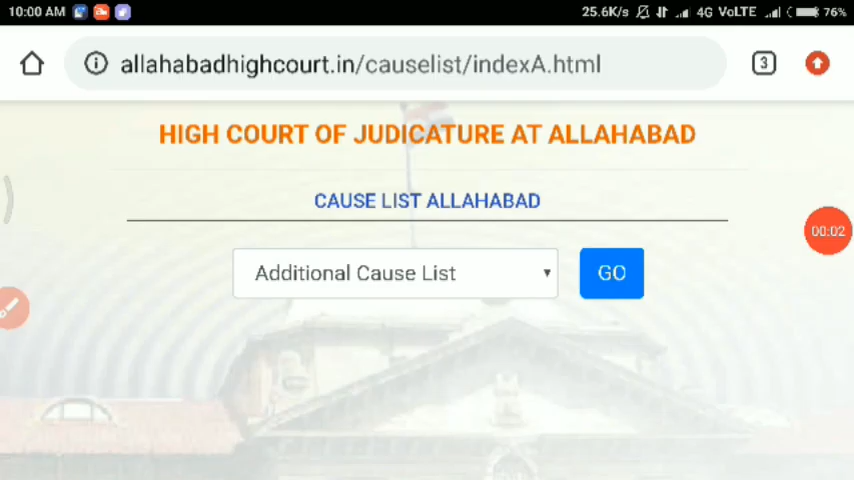 10:00 AM 25.6K/s 4G VoLTE 76%
allahabadhighcourt.in/causelist/indexA.html 3
HIGH COURT OF JUDICATURE AT ALLAHABAD
CAUSE LIST ALLAHABAD
00:02
Additional Cause List GO